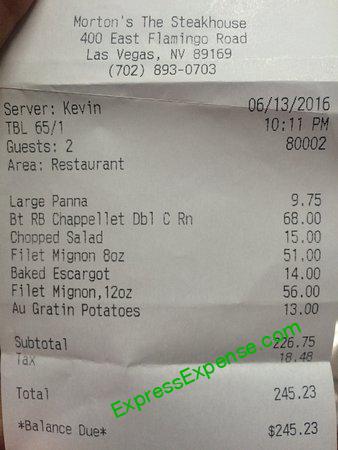 Morton's The Steakhouse
400 East Flamingo Road
Las Vegas, NV 89169
(702) 893-0703
Server: Kevin 06/13/2016
TBL 65/1 10:11 PM
Guests: 2 80002
Area: Restaurant
Large Panna 9.75
Bt RB Chappellet Dbl C Rn 68.00
Chopped Salad 15.00
Filet Mignon 8oz 51.00
Baked Escargot 14.00
Filet Mignon,12oz 56.00
Au Gratin Potatoes 13.00
Subtotal 226.75
Tax 18.48
Total 245.23
*Balance Due* $245.23
ExpressExpense.com